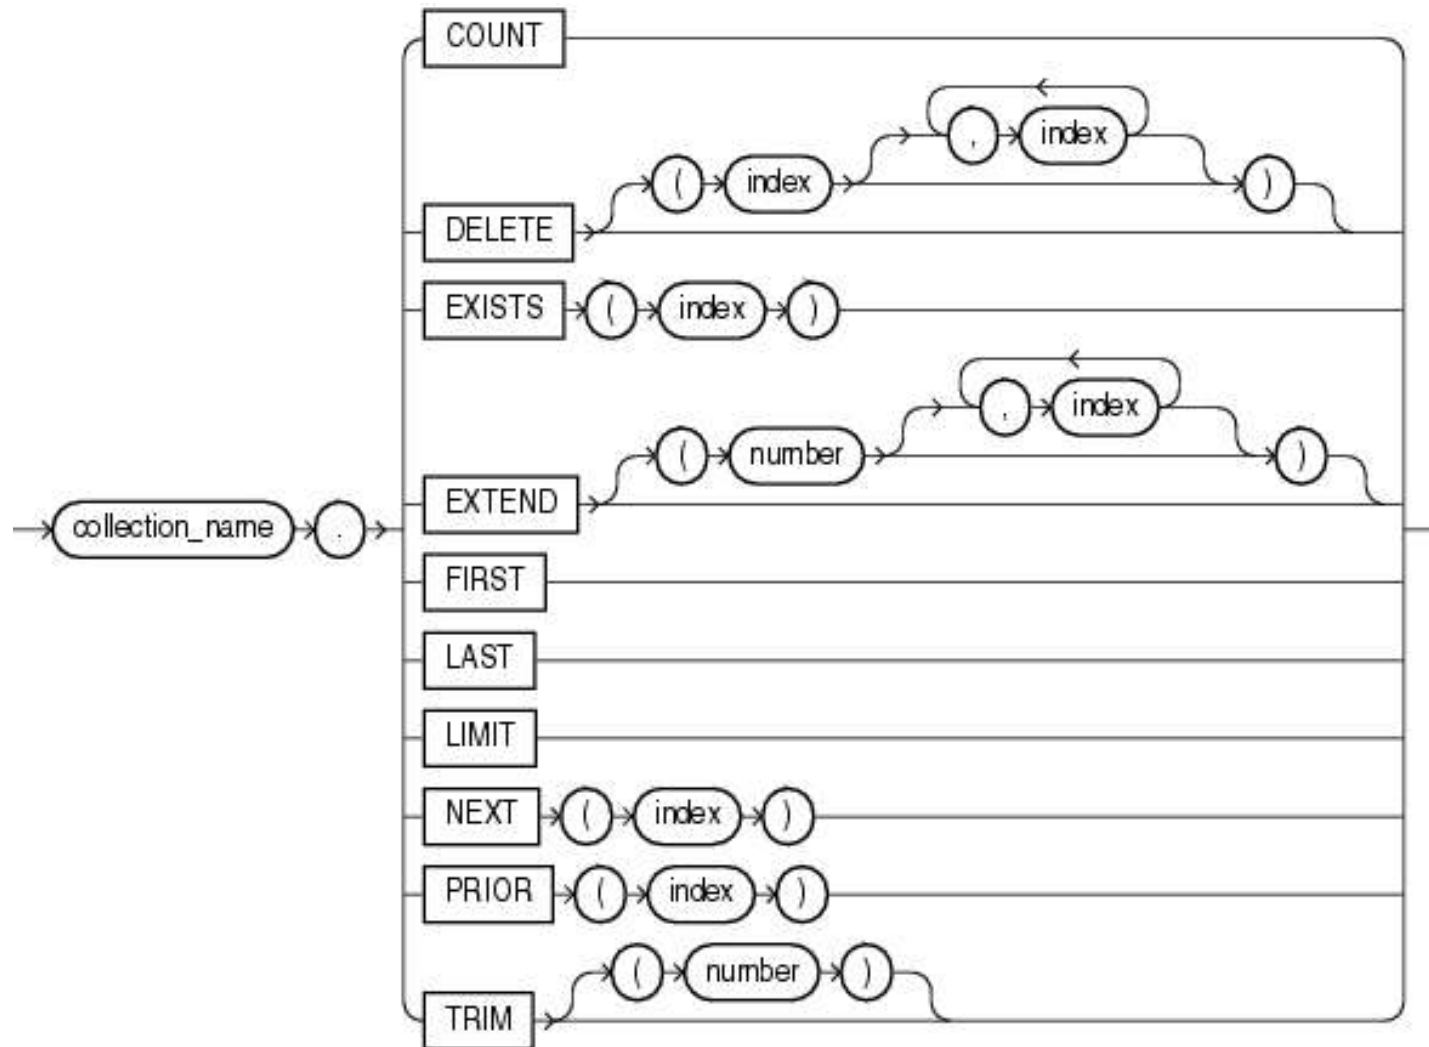 COUNT
, index
( index )
DELETE
EXISTS ( index )
, index
( number )
EXTEND
collection_name .
FIRST
LAST
LIMIT
NEXT ( index )
PRIOR ( index )
( number )
TRIM